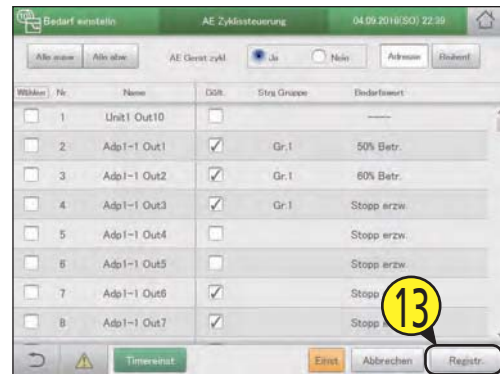 Bedarf einstelln AE Zyklissteuerung 04.09.2016(SO) 22:39
Alle ausw Alle abw AE Gerät zykl Ja Nein Adresse Reihenf
Wählen Nr. Name Gült. Strg Gruppe Bedarfswert
1 Unit1 Out10 ----
2 Adp1-1 Out1 Gr.1 50% Betr.
3 Adp1-1 Out2 Gr.1 60% Betr.
4 Adp1-1 Out3 Gr.1 Stopp erzw.
5 Adp1-1 Out4 Stopp erzw.
6 Adp1-1 Out5 Stopp erzw.
7 Adp1-1 Out6 Stopp
8 Adp1-1 Out7 Stopp
13
Timereinst Einst. Abbrechen Registr.